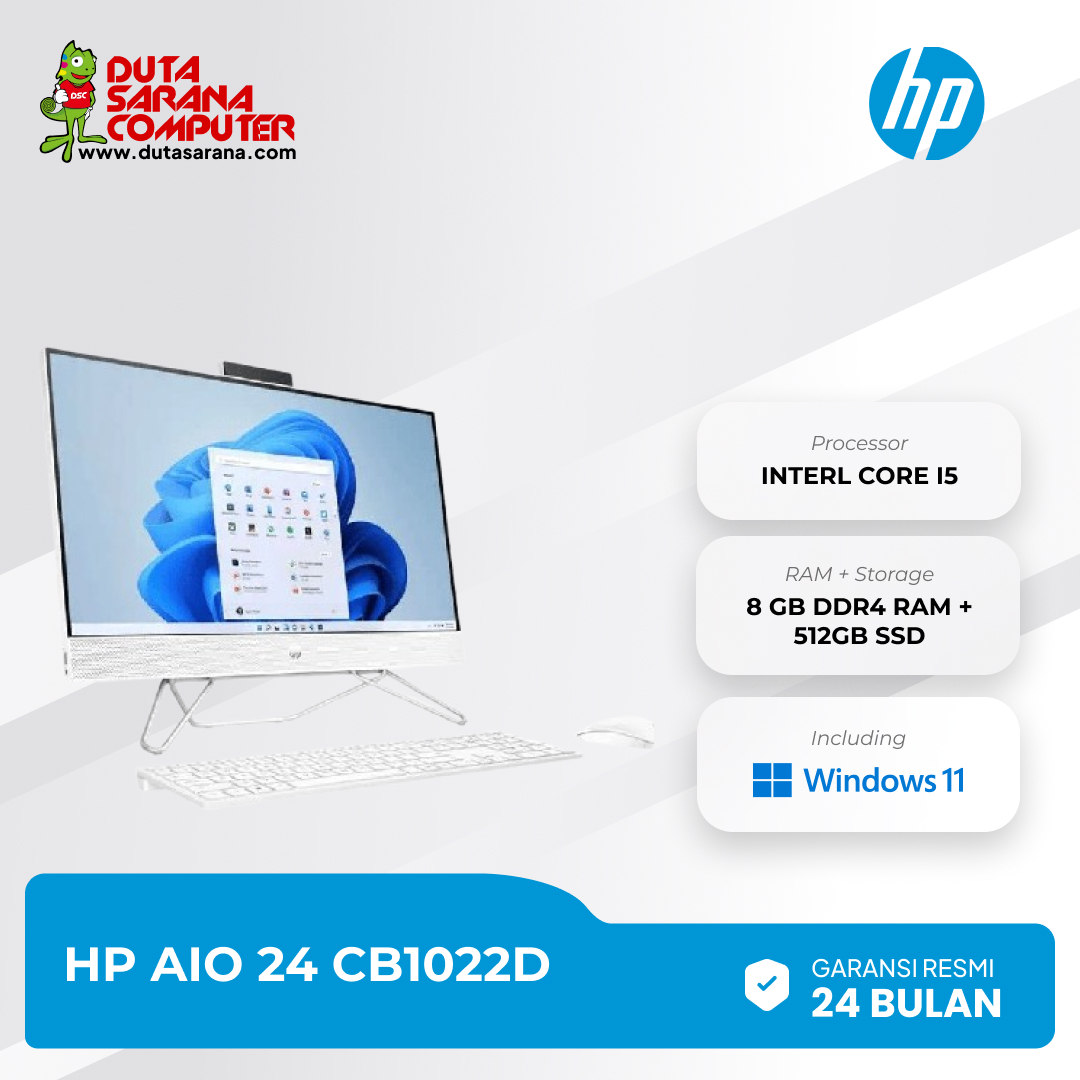 DUTA
SARANA
COMPUTER
DSC
www.dutasarana.com
hp
Processor
INTERL CORE I5
RAM + Storage
8 GB DDR4 RAM +
512GB SSD
Including
Windows 11
hp
HP AIO 24 CB1022D
GARANSI RESMI
24 BULAN